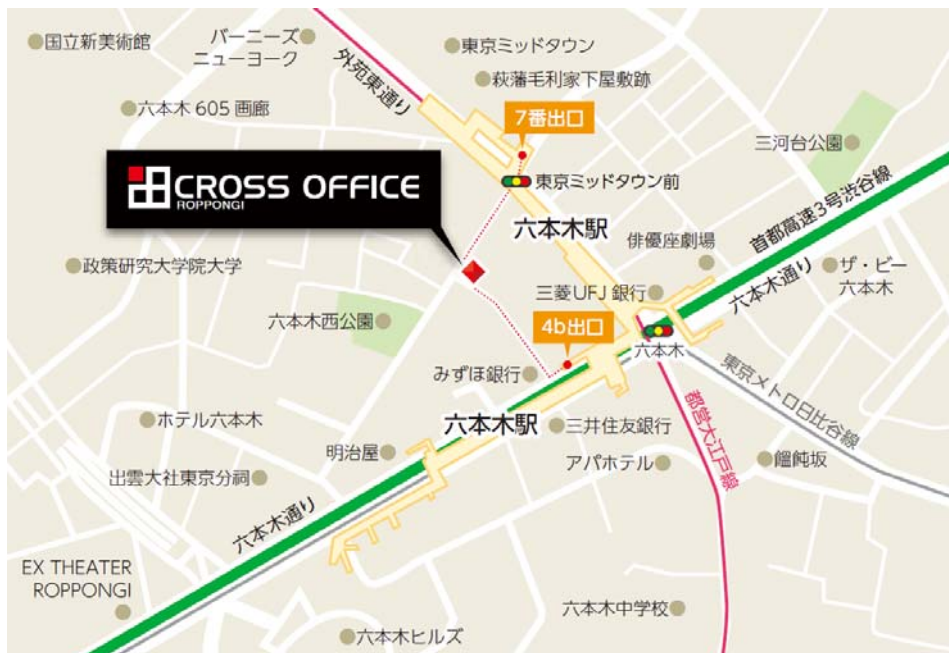 国立新美術館
バーニーズ
ニューヨーク
外苑東通り
東京ミッドタウン
萩藩毛利家下屋敷跡
六本木605画廊
7番出口
三河台公園
CROSS OFFICE
ROPPONGI
東京ミッドタウン前
六本木駅
首都高速3号渋谷線
俳優座劇場
政策研究大学院大学
六本木通り
ザ・ビー
六本木
三菱UFJ銀行
六本木西公園
4b出口
六本木
みずほ銀行
東京メトロ日比谷線
ホテル六本木
六本木駅
三井住友銀行
都営大江戸線
明治屋
アパホテル
饂飩坂
出雲大社東京分祠
六本木通り
EX THEATER
ROPPONGI
六本木中学校
六本木ヒルズ